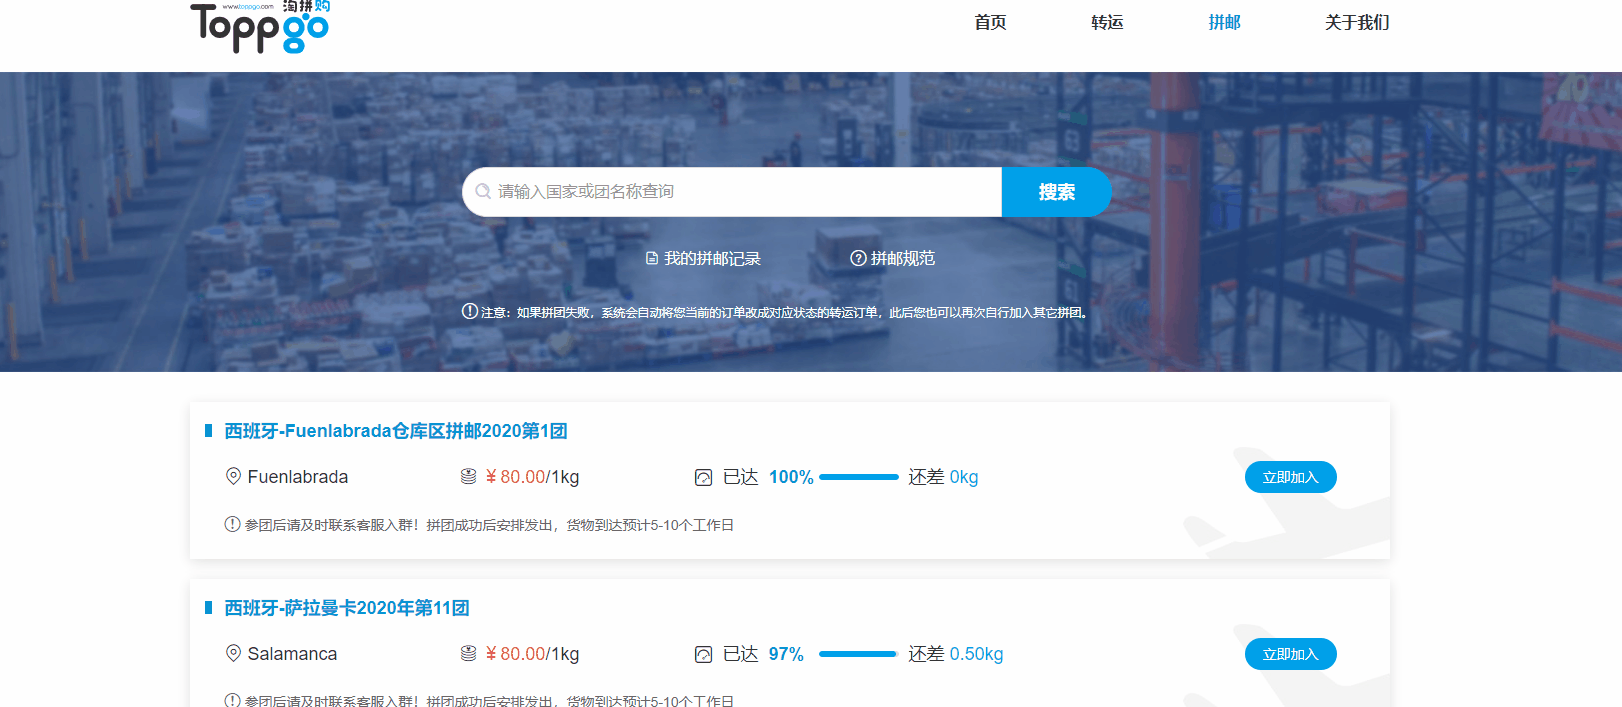 www.toppgo.com 淘拼购
Toppgo
首页 转运 拼邮 关于我们
请输入国家或团名称查询 搜索
我的拼邮记录 拼邮规范
注意：如果拼团失败，系统会自动将您当前的订单改成对应状态的转运订单，此后您也可以再次自行加入其它拼团。
西班牙-Fuenlabrada仓库区拼邮2020第1团
Fuenlabrada ¥80.00/1kg 已达 100% 还差 0kg 立即加入
参团后请及时联系客服入群！拼团成功后安排发出，货物到达预计5-10个工作日
西班牙-萨拉曼卡2020年第11团
Salamanca ¥80.00/1kg 已达 97% 还差 0.50kg 立即加入
参团后请及时联系客服入群！拼团成功后安排发出，货物到达预计5-10个工作日